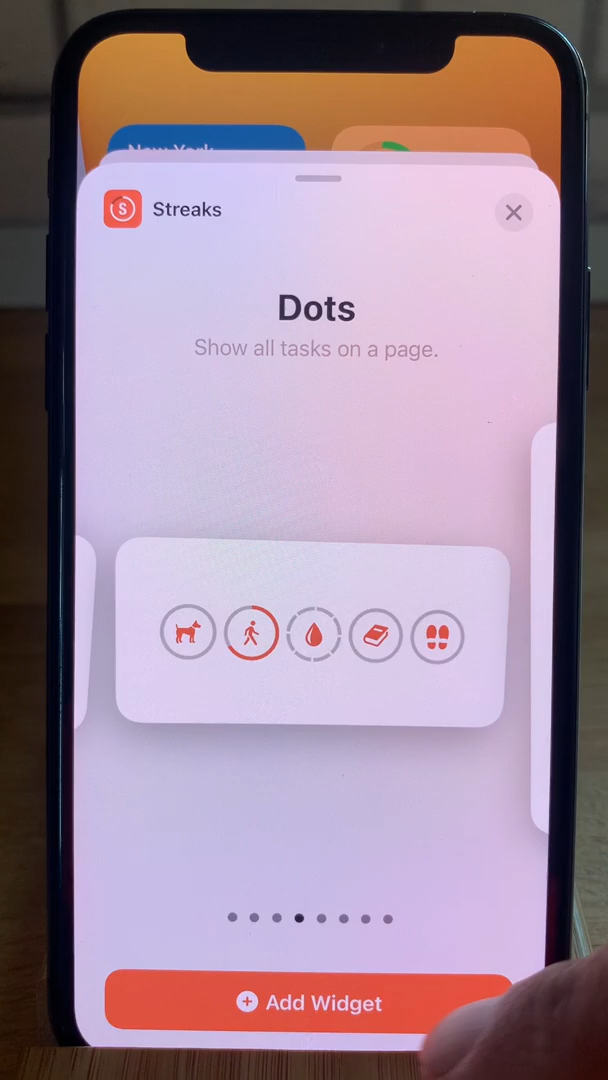 New York
S
Streaks
Dots
Show all tasks on a page.
Add Widget